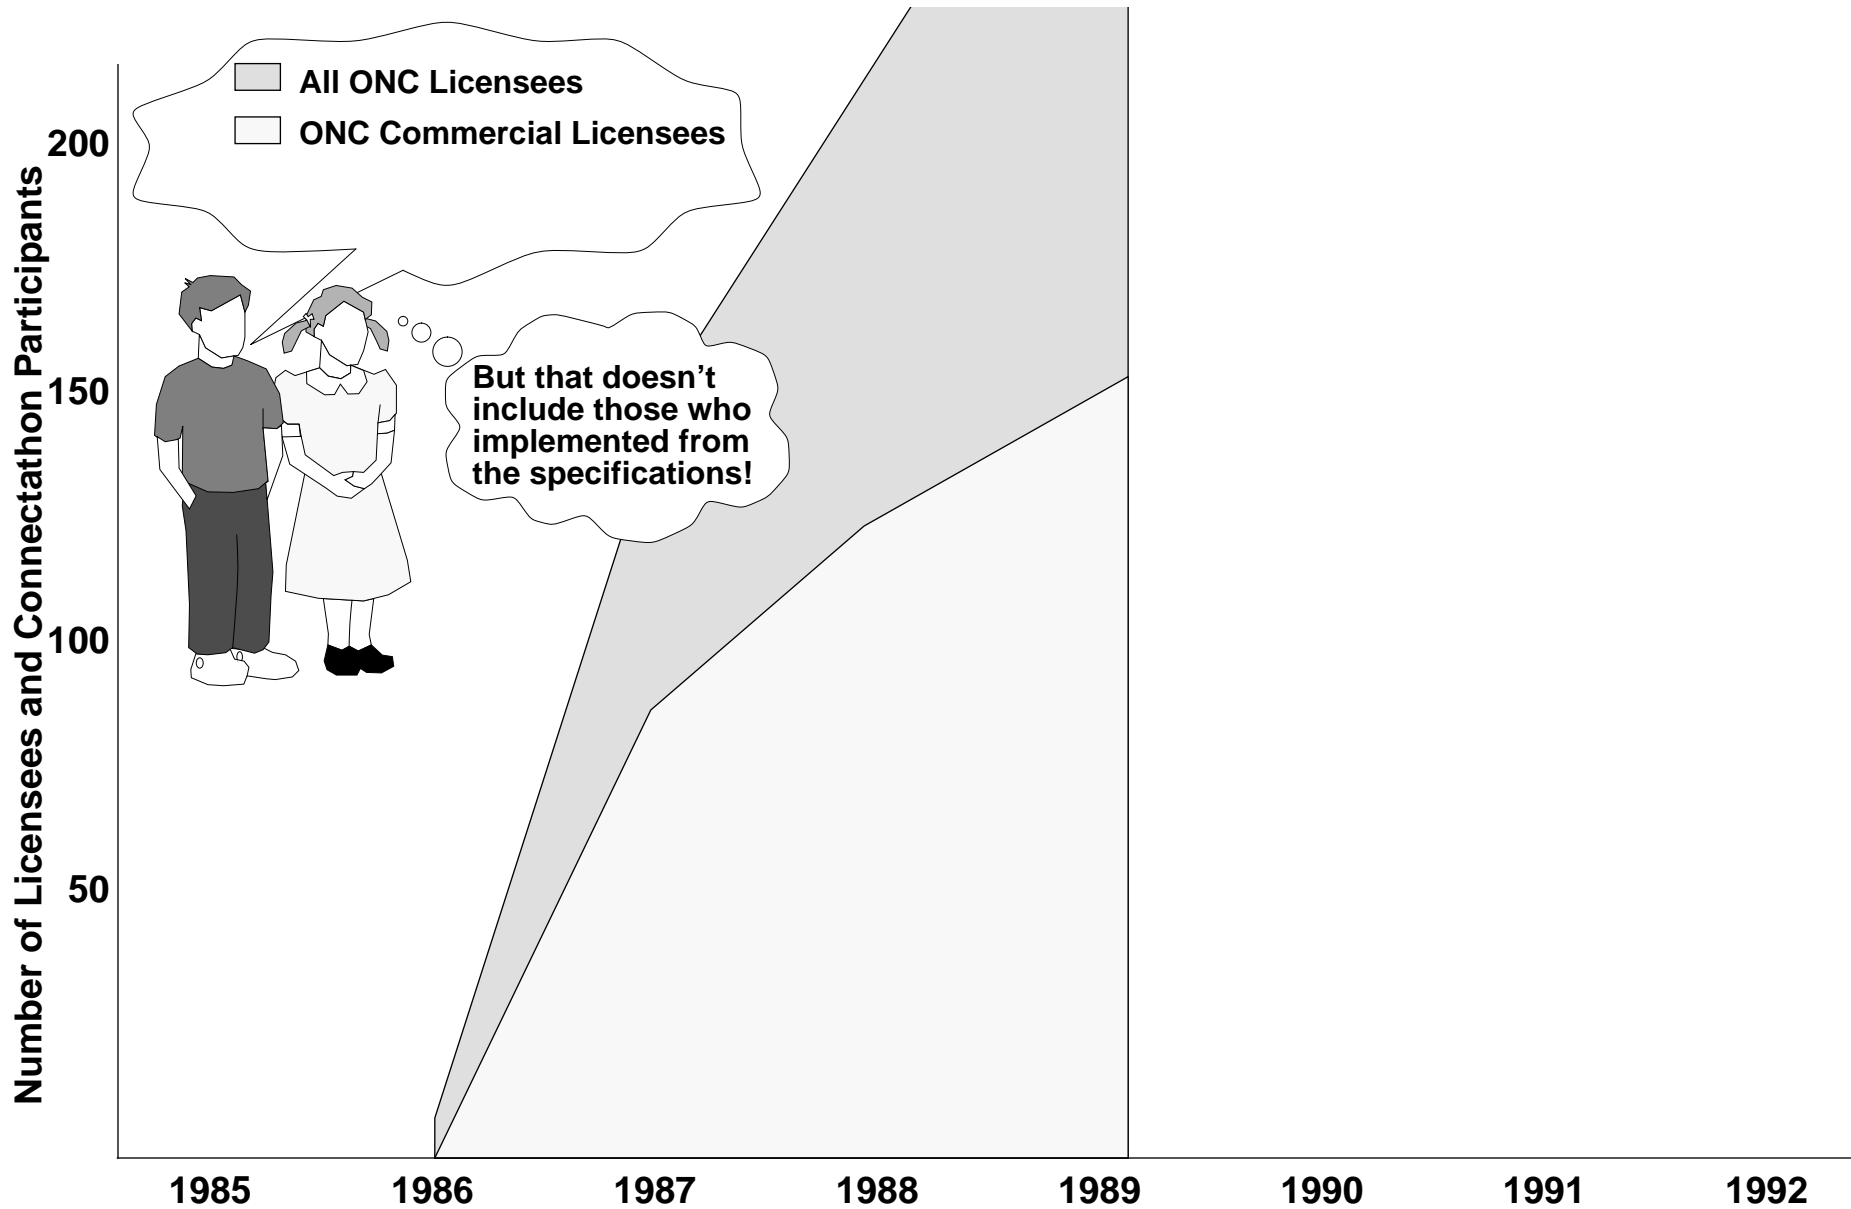 All ONC Licensees
ONC Commercial Licensees
Number of Licensees and Connectathon Participants
200
150
100
50
But that doesn’t
include those who
implemented from
the specifications!
1985 1986 1987 1988 1989 1990 1991 1992